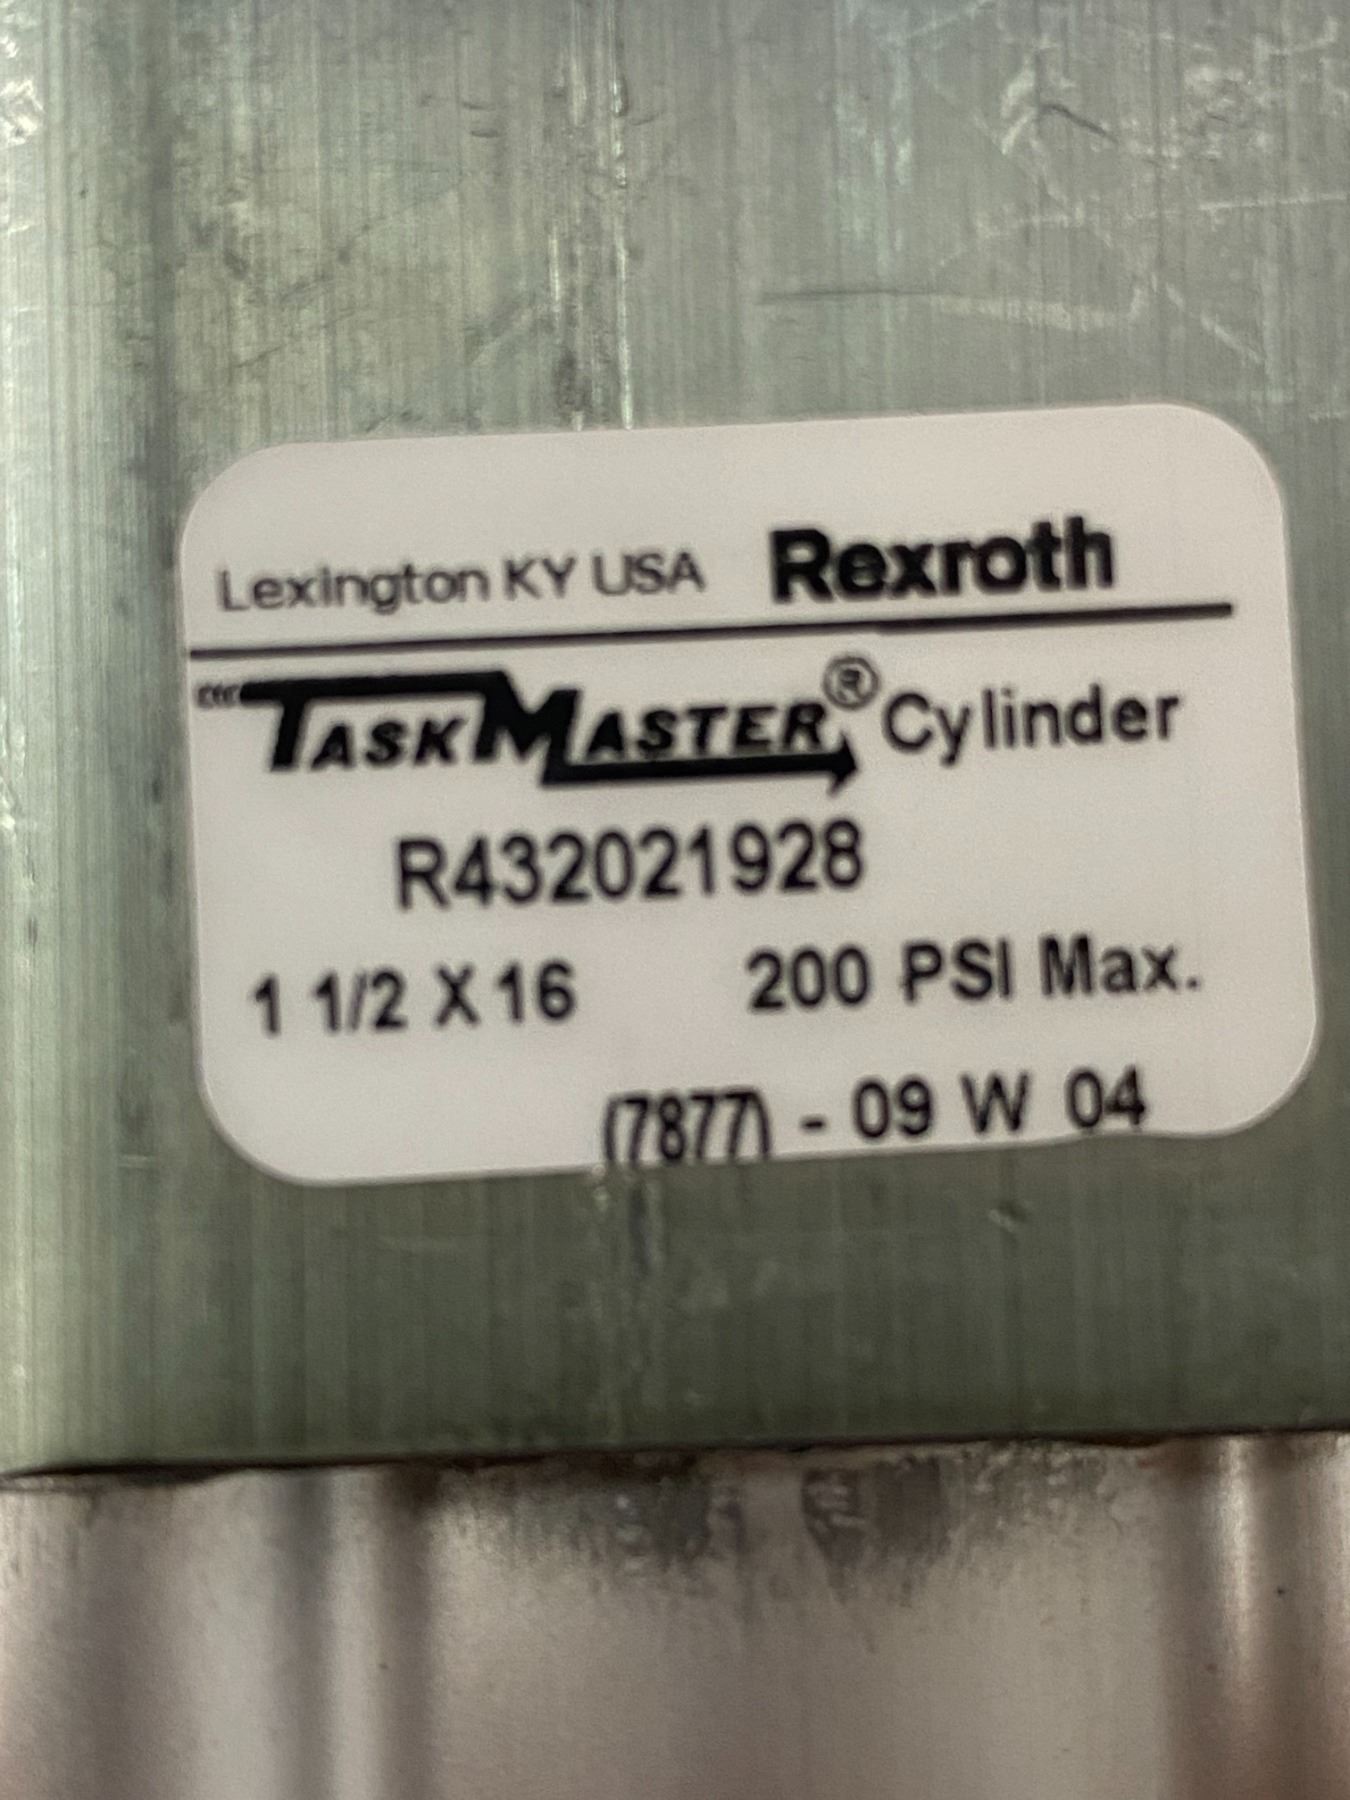 Lexington KY USA Rexroth
TASKMASTER® Cylinder
R432021928
1 1/2 X 16 200 PSI Max.
(7877) - 09 W 04